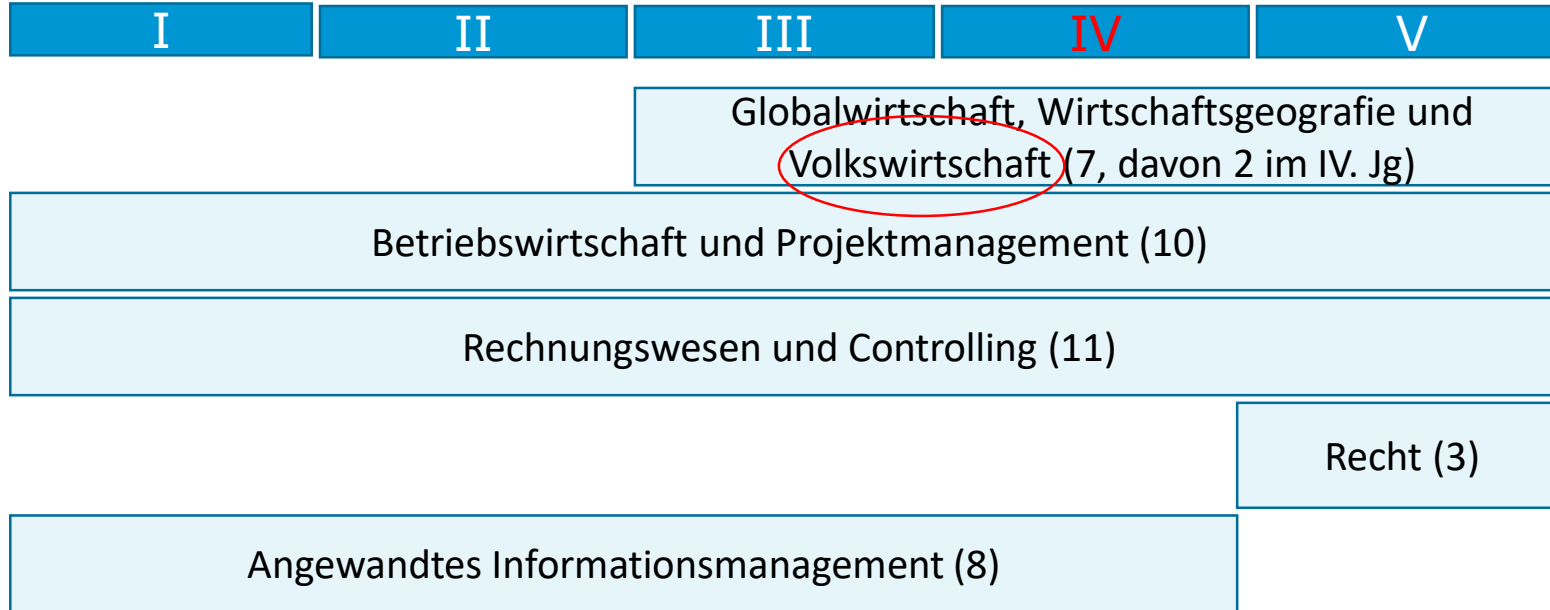 I
II
III
IV
V
Globalwirtschaft, Wirtschaftsgeografie und
Volkswirtschaft (7, davon 2 im IV. Jg)
Betriebswirtschaft und Projektmanagement (10)
Rechnungswesen und Controlling (11)
Recht (3)
Angewandtes Informationsmanagement (8)